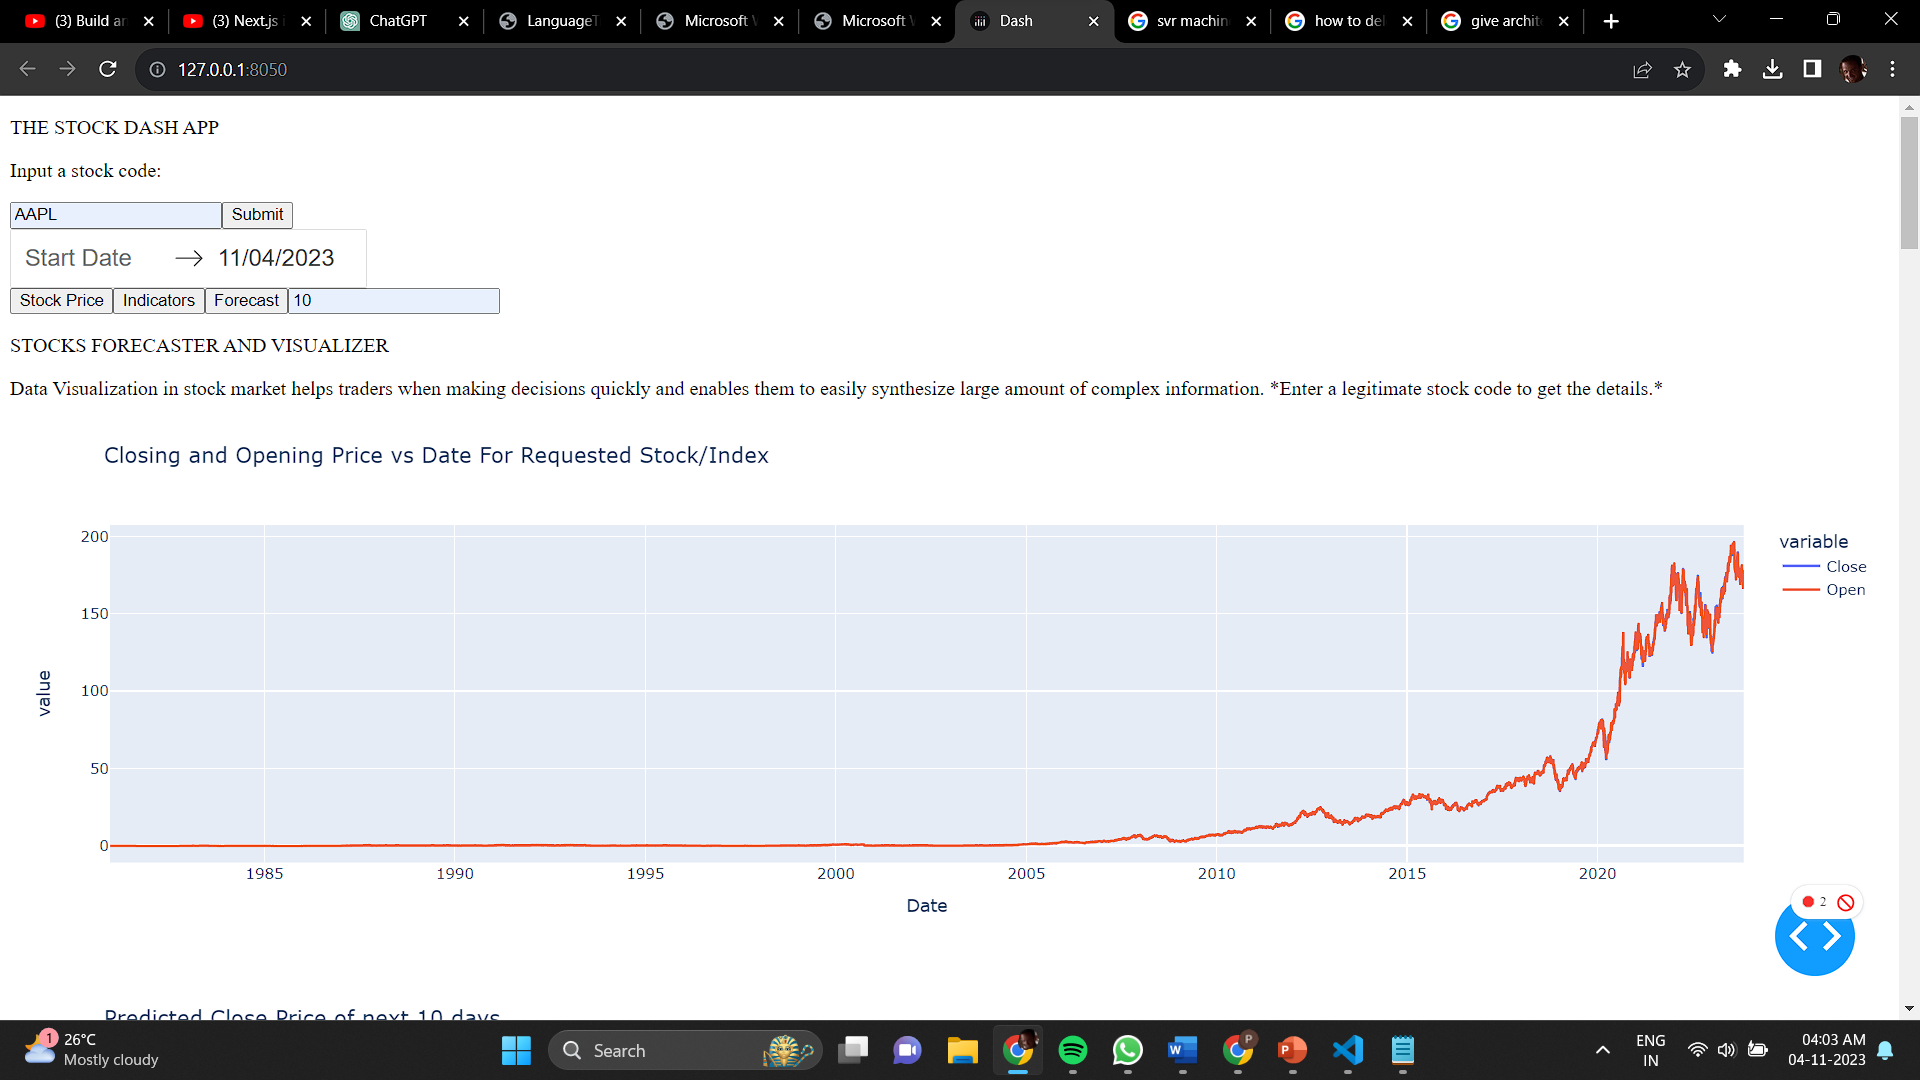 (3) Build an
(3) Next.js i
ChatGPT
LanguageT
Microsoft V
Microsoft V
Dash
svr machin
how to del
give archit
127.0.0.1:8050
THE STOCK DASH APP
Input a stock code:
AAPL Submit
Start Date → 11/04/2023
Stock Price Indicators Forecast 10
STOCKS FORECASTER AND VISUALIZER
Data Visualization in stock market helps traders when making decisions quickly and enables them to easily synthesize large amount of complex information. *Enter a legitimate stock code to get the details.*
Closing and Opening Price vs Date For Requested Stock/Index
variable
Close
Open
200
150
100
50
0
value
1985 1990 1995 2000 2005 2010 2015 2020
Date
2
Predicted Close Price of next 10 days
1
26°C
Mostly cloudy
Search
P
W
P
ENG
IN
04:03 AM
04-11-2023